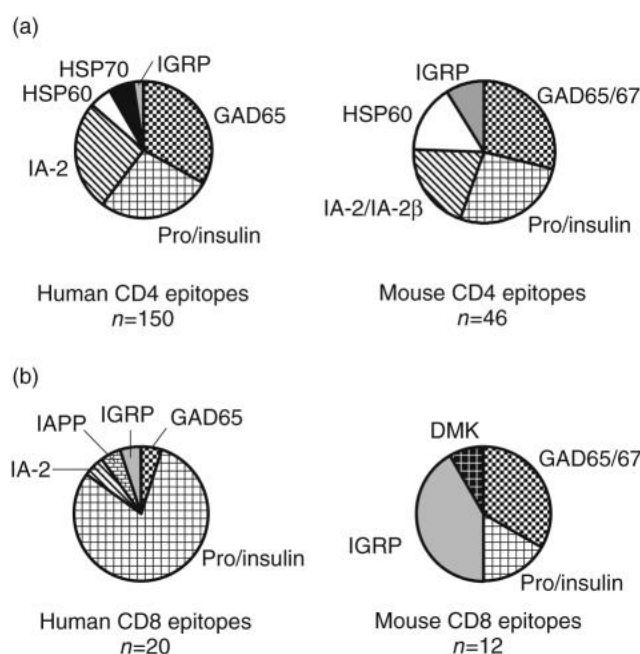 (a)
HSP70
IGRP
HSP60
GAD65
IA-2
Pro/insulin
Human CD4 epitopes
n=150
IGRP
GAD65/67
HSP60
IA-2/IA-2β
Pro/insulin
Mouse CD4 epitopes
n=46
(b)
IAPP
IGRP
GAD65
IA-2
Pro/insulin
Human CD8 epitopes
n=20
DMK
GAD65/67
IGRP
Pro/insulin
Mouse CD8 epitopes
n=12